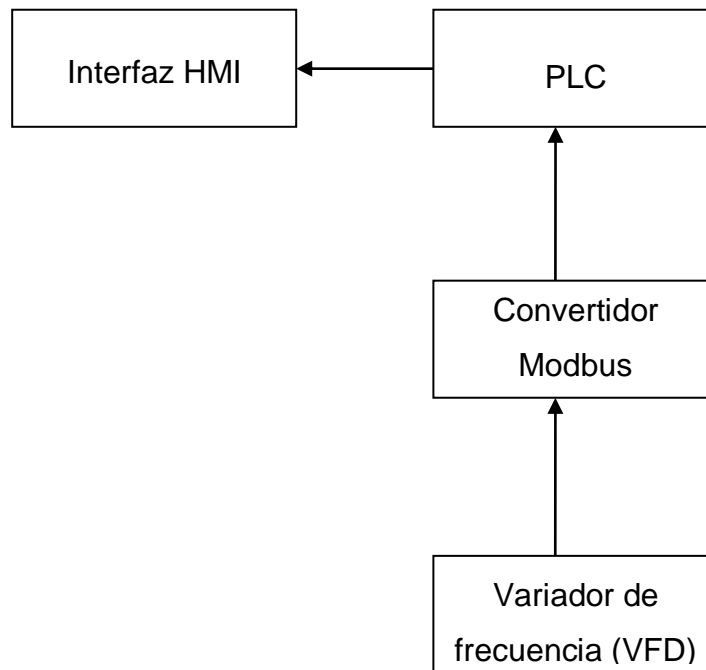 Interfaz HMI
PLC
Convertidor
Modbus
Variador de
frecuencia (VFD)